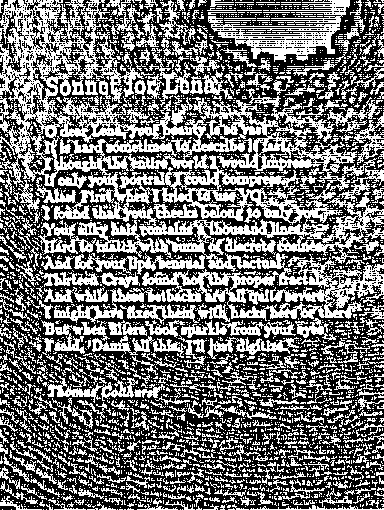 Sonnet for Lena
O dear Lena, your beauty is so vast
It is hard sometimes to describe it fast.
I thought the entire world I would impress
If only your portrait I could compress.
Alas! First when I tried to use VQ
I found that your cheeks belong to only you.
Your silky hair contains a thousand lines
Hard to match with sums of discrete cosines.
And for your lips, sensual and tactual
Thirteen Crays found not the proper fractal.
And while these setbacks are all quite severe
I might have fixed them with hacks here or there
But when filters took sparkle from your eyes
I said, "Damn all this. I'll just digitize."
Thomas Colthurst